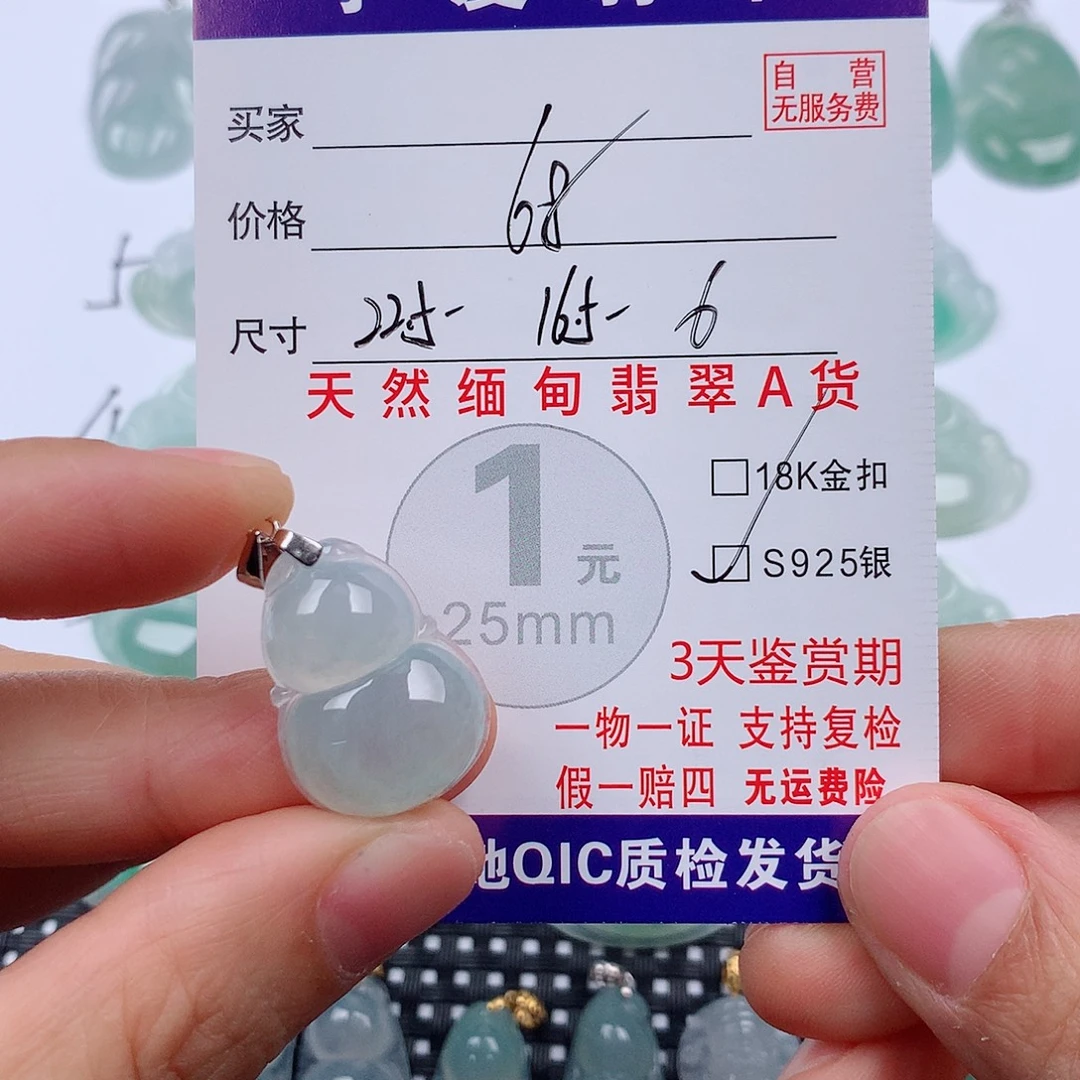 自 营
无服务费
买家
价格 68
尺寸 22.5- 16.5- 6
天然缅甸翡翠A货
1元
25mm
□18K金扣
☑S925银
3天鉴赏期
一物一证 支持复检
假一赔四 无运费险
地QIC质检发货